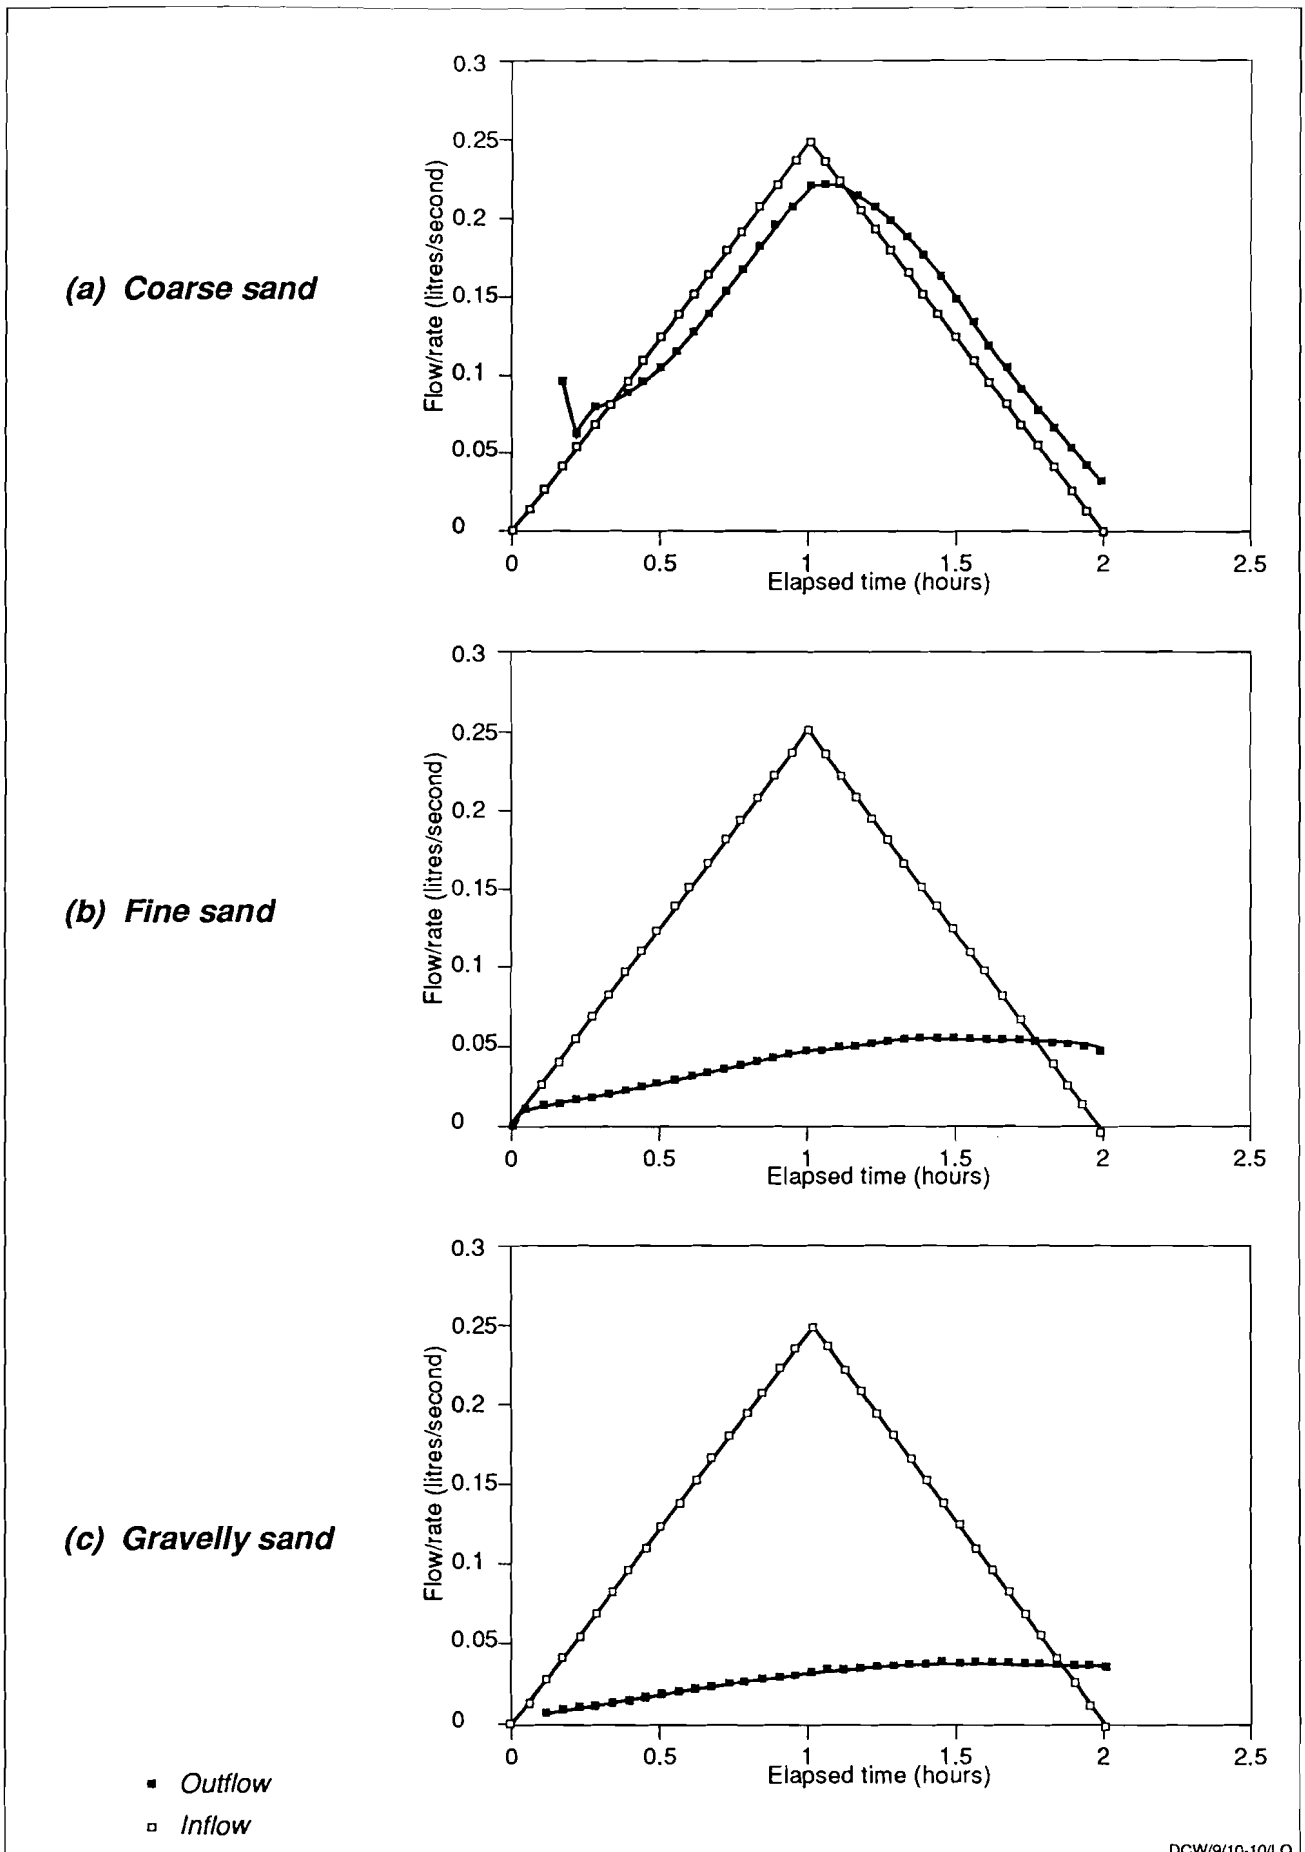 0.3
0.25
0.2
0.15
0.1
0.05
0
Flow/rate (litres/second)
(a) Coarse sand
0 0.5 1 1.5 2 2.5
Elapsed time (hours)
0.3
0.25
0.2
0.15
0.1
0.05
0
Flow/rate (litres/second)
(b) Fine sand
0 0.5 1 1.5 2 2.5
Elapsed time (hours)
0.3
0.25
0.2
0.15
0.1
0.05
0
Flow/rate (litres/second)
(c) Gravelly sand
0 0.5 1 1.5 2 2.5
Elapsed time (hours)
Outflow
Inflow